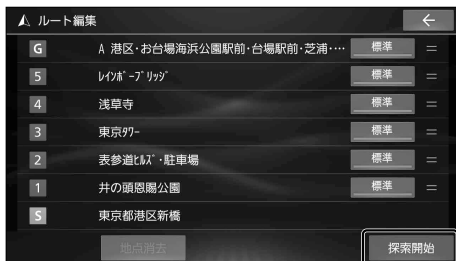 ルート編集
G A 港区・お台場海浜公園駅前・台場駅前・芝浦・… 標準
5 ﾚｲﾝﾎﾞｰﾌﾞﾘｯｼﾞ 標準
4 浅草寺 標準
3 東京ﾀﾜｰ 標準
2 表参道ﾋﾙｽﾞ・駐車場 標準
1 井の頭恩賜公園 標準
S 東京都港区新橋
地点消去 探索開始